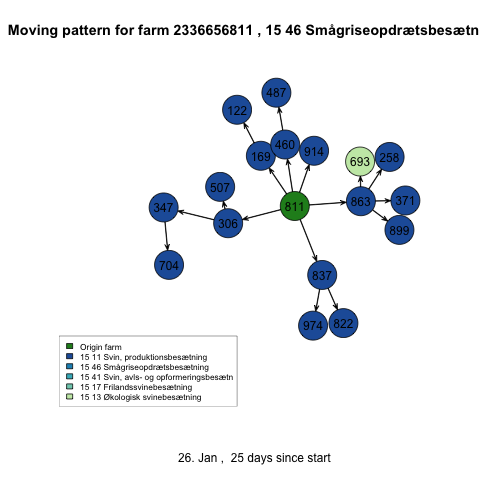 Moving pattern for farm 2336656811 , 15 46 Smågriseopdrætsbesætn
487
122
460
914
169
693
258
507
863
371
347
811
306
899
704
837
974
822
Origin farm
15 11 Svin, produktionsbesætning
15 46 Smågriseopdrætsbesætning
15 41 Svin, avls- og opformeringsbesætn
15 17 Frilandssvinebesætning
15 13 Økologisk svinebesætning
26. Jan , 25 days since start